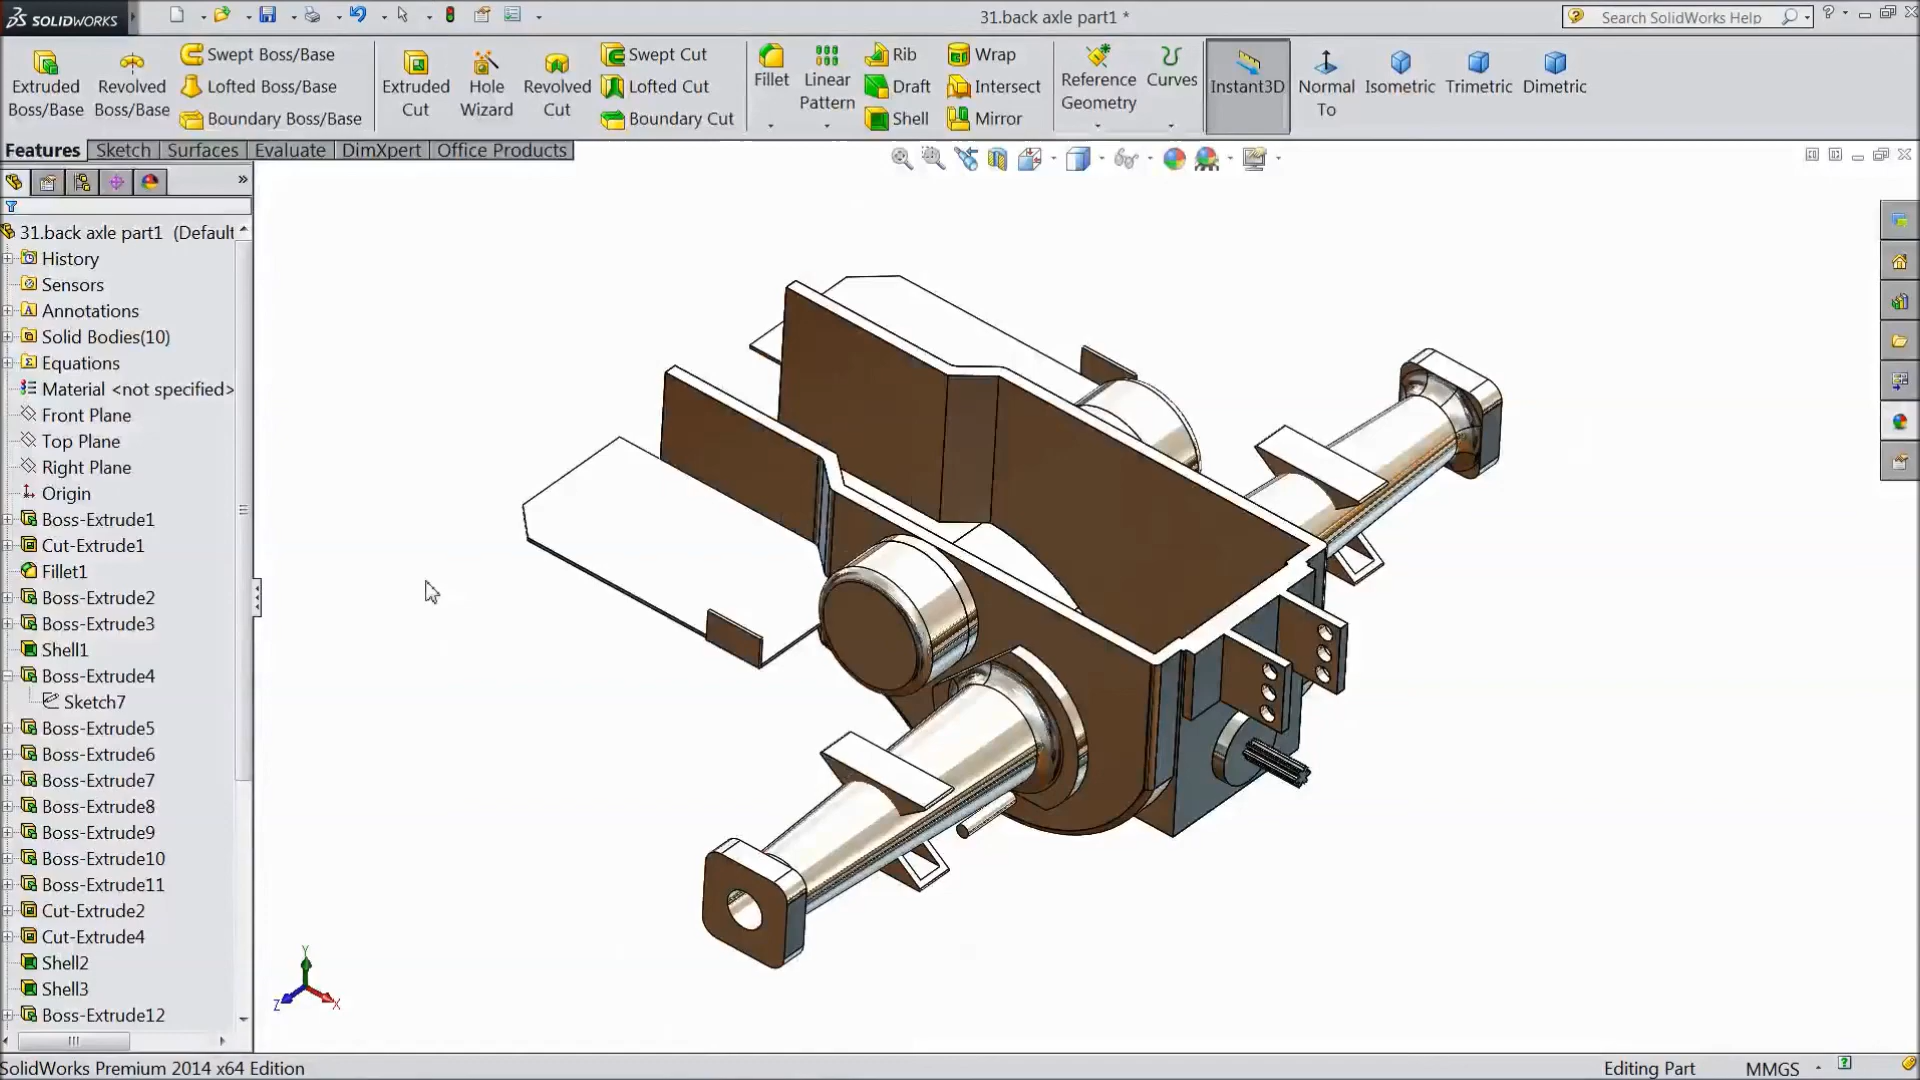 SOLIDWORKS
31.back axle part1 *
Search SolidWorks Help
Extruded Boss/Base
Revolved Boss/Base
Swept Boss/Base
Lofted Boss/Base
Boundary Boss/Base
Extruded Cut
Hole Wizard
Revolved Cut
Swept Cut
Lofted Cut
Boundary Cut
Fillet
Linear Pattern
Rib
Draft
Shell
Wrap
Intersect
Mirror
Reference Geometry
Curves
Instant3D
Normal To
Isometric
Trimetric
Dimetric
Features
Sketch
Surfaces
Evaluate
DimXpert
Office Products
31.back axle part1 (Default
History
Sensors
Annotations
Solid Bodies(10)
Equations
Material <not specified>
Front Plane
Top Plane
Right Plane
Origin
Boss-Extrude1
Cut-Extrude1
Fillet1
Boss-Extrude2
Boss-Extrude3
Shell1
Boss-Extrude4
Sketch7
Boss-Extrude5
Boss-Extrude6
Boss-Extrude7
Boss-Extrude8
Boss-Extrude9
Boss-Extrude10
Boss-Extrude11
Cut-Extrude2
Cut-Extrude4
Shell2
Shell3
Boss-Extrude12
Y
Z
X
SolidWorks Premium 2014 x64 Edition
Editing Part
MMGS